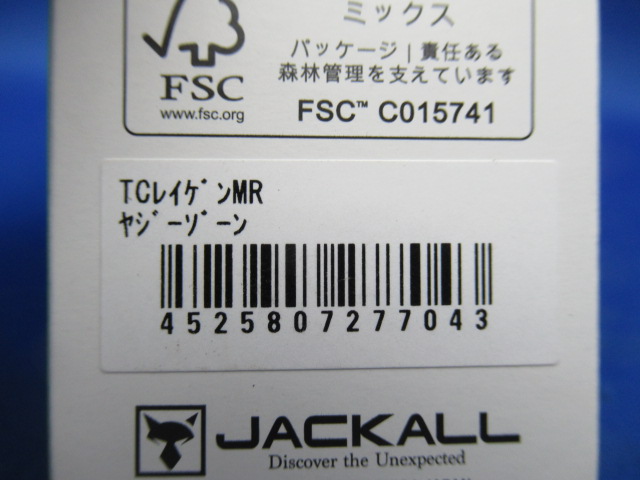 ミックス
FSC
www.fsc.org
パッケージ | 責任ある
森林管理を支えています
FSC™ C015741
TCﾚｲｹﾞﾝMR
ﾔｼﾞｰｿﾞｰﾝ
4525807277043
JACKALL
Discover the Unexpected